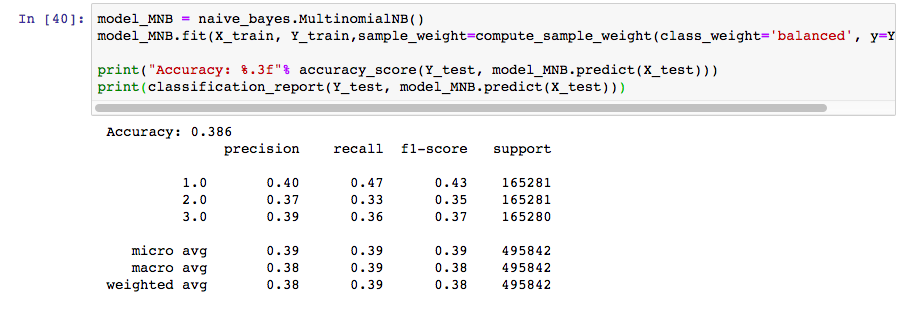 In [40]: model_MNB = naive_bayes.MultinomialNB()
model_MNB.fit(X_train, Y_train,sample_weight=compute_sample_weight(class_weight='balanced', y=Y
print("Accuracy: %.3f"% accuracy_score(Y_test, model_MNB.predict(X_test)))
print(classification_report(Y_test, model_MNB.predict(X_test)))
Accuracy: 0.386
precision recall f1-score support
1.0 0.40 0.47 0.43 165281
2.0 0.37 0.33 0.35 165281
3.0 0.39 0.36 0.37 165280
micro avg 0.39 0.39 0.39 495842
macro avg 0.38 0.39 0.38 495842
weighted avg 0.38 0.39 0.38 495842